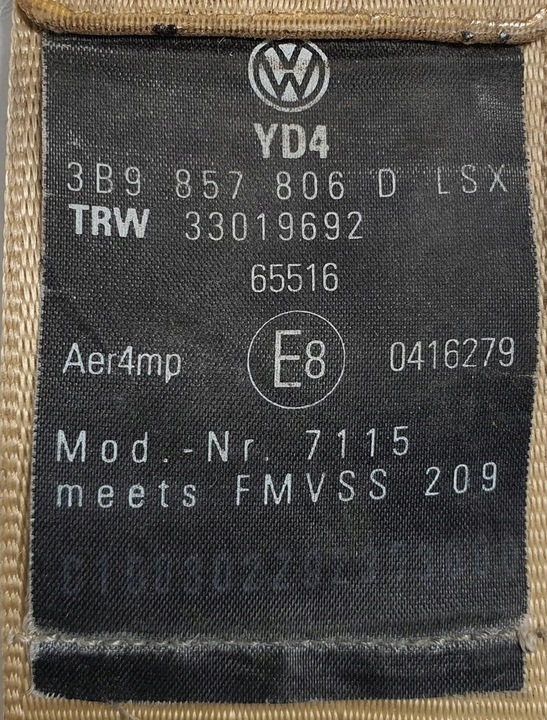 YD4
3B9 857 806 D LSX
TRW 33019692
65516
Aer4mp E8 0416279
Mod.-Nr. 7115
meets FMVSS 209